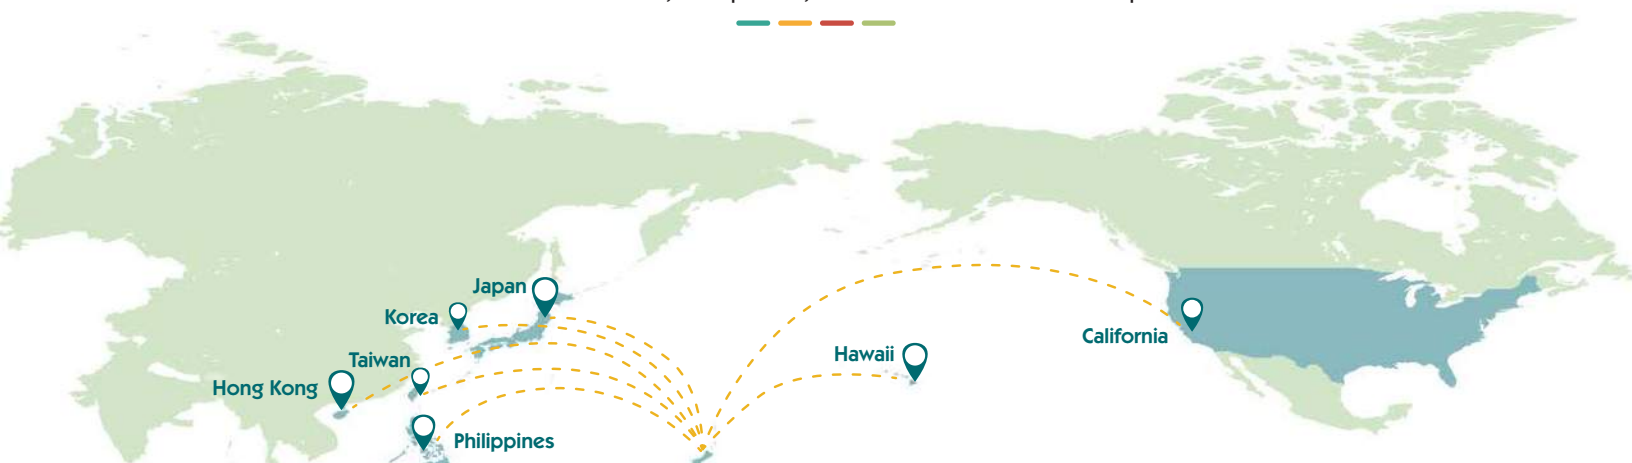 Japan
Korea
Taiwan
Hong Kong
Philippines
Hawaii
California